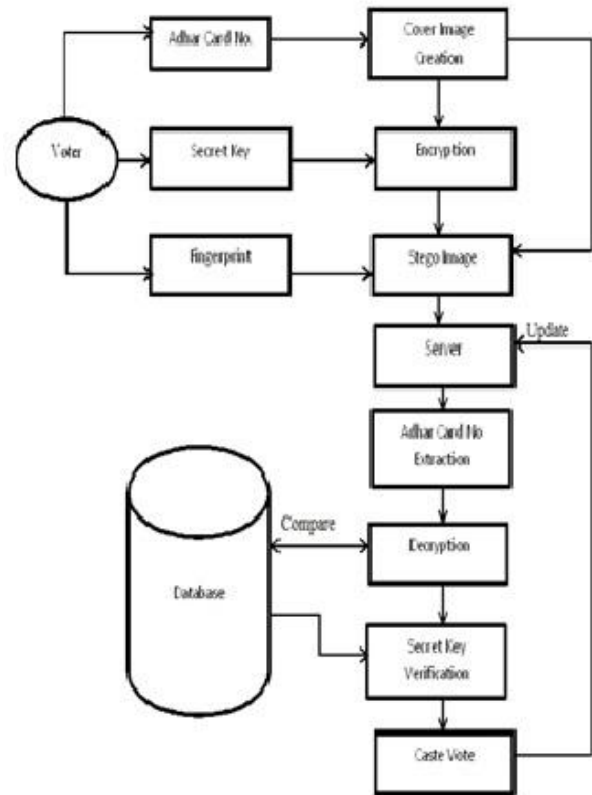 Adhar Card No.
Cover Image
Creation
Voter
Secret Key
Encryption
Fingerprint
Stego Image
Server
Update
Adhar Card No
Extraction
Compare
Decryption
Database
Secret Key
Verification
Caste Vote